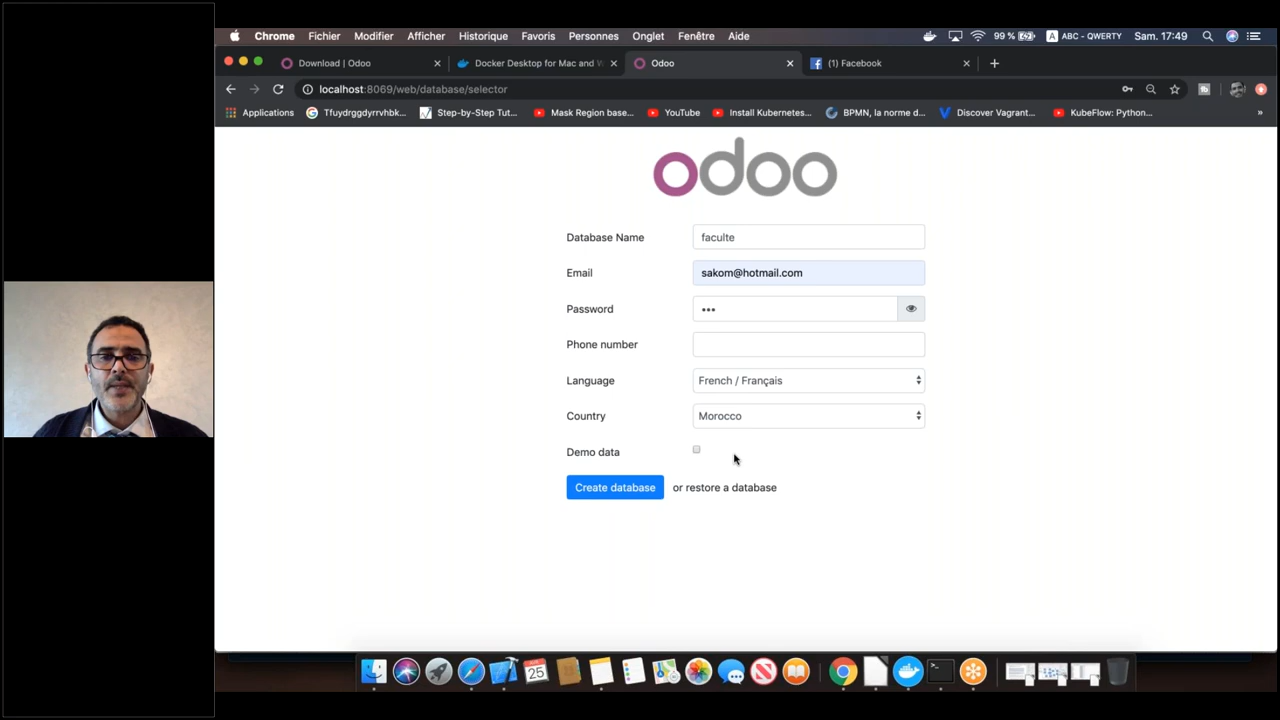 Chrome Fichier Modifier Afficher Historique Favoris Personnes Onglet Fenêtre Aide 99 % A ABC - QWERTY Sam. 17:49
Download | Odoo Docker Desktop for Mac and W Odoo (1) Facebook
localhost:8069/web/database/selector
Applications Tfuydrggdyrrvhbk... Step-by-Step Tut... Mask Region base... YouTube Install Kubernetes... BPMN, la norme d... Discover Vagrant... KubeFlow: Python... »
odoo
Database Name faculte
Email sakom@hotmail.com
Password •••
Phone number
Language French / Français
Country Morocco
Demo data
Create database or restore a database
25